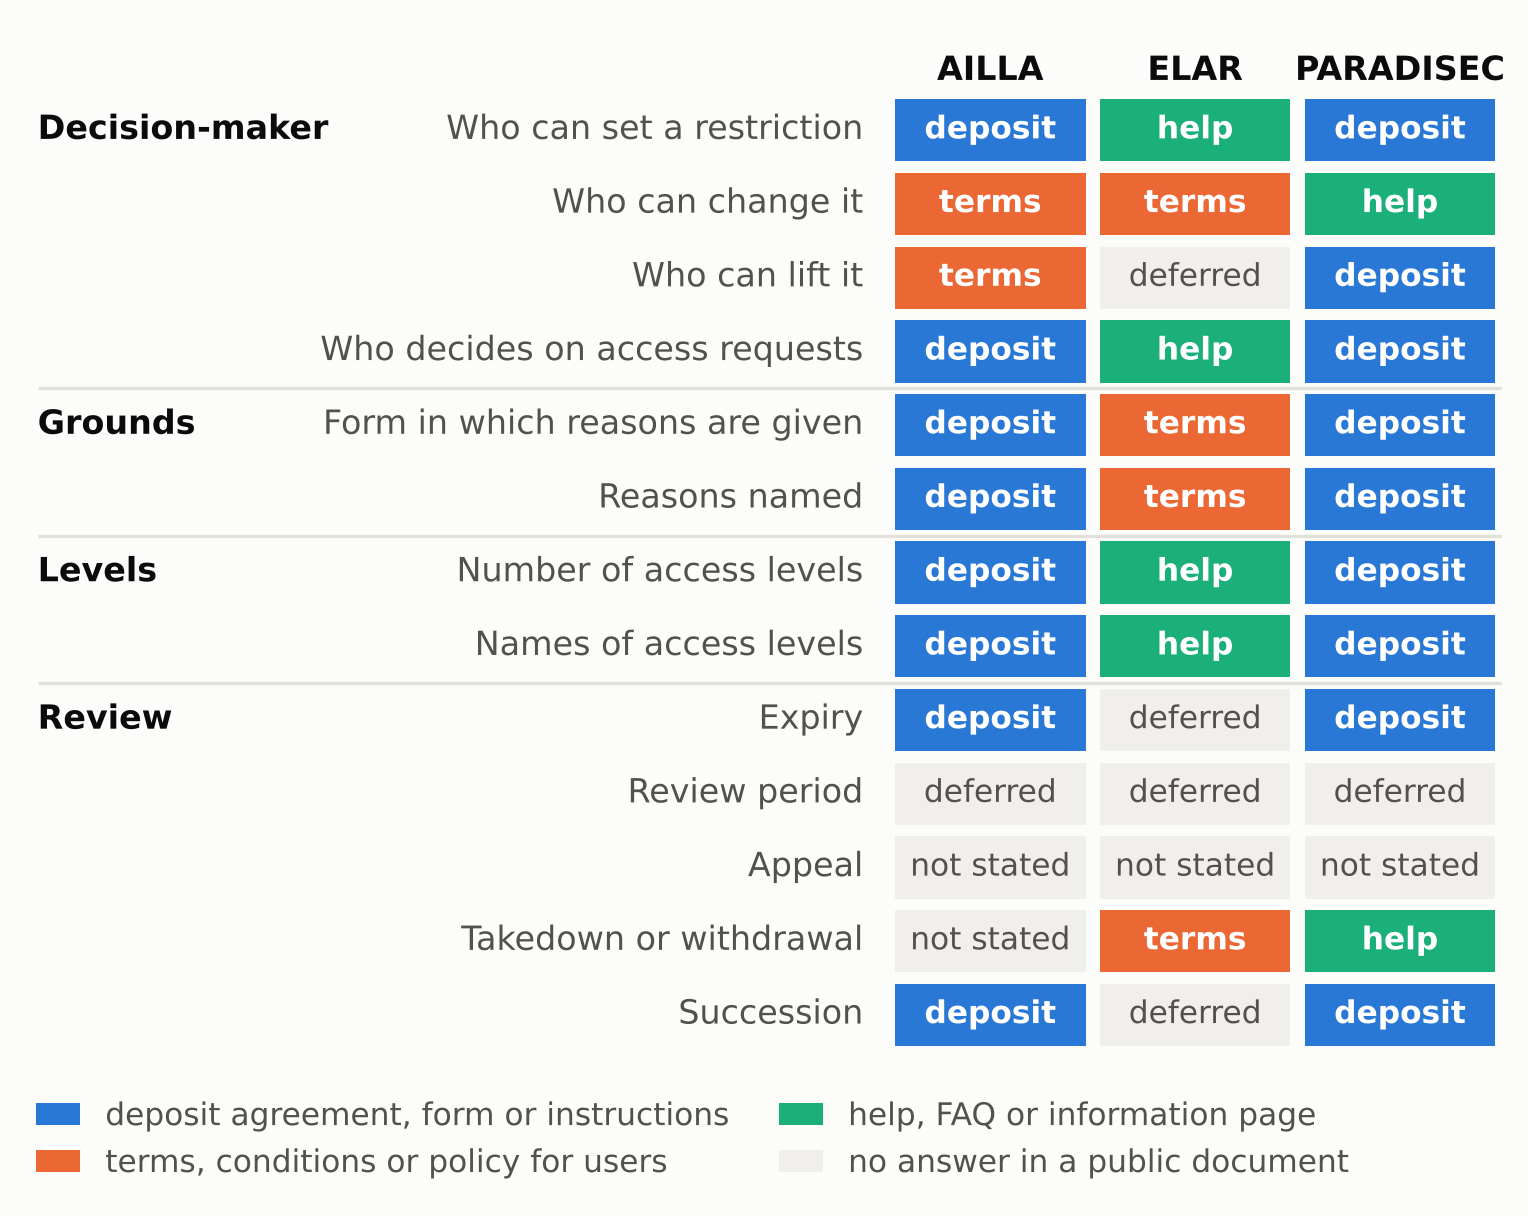 AILLA ELAR PARADISEC
Decision-maker Who can set a restriction deposit help deposit
Who can change it terms terms help
Who can lift it terms deferred deposit
Who decides on access requests deposit help deposit
Grounds Form in which reasons are given deposit terms deposit
Reasons named deposit terms deposit
Levels Number of access levels deposit help deposit
Names of access levels deposit help deposit
Review Expiry deposit deferred deposit
Review period deferred deferred deferred
Appeal not stated not stated not stated
Takedown or withdrawal not stated terms help
Succession deposit deferred deposit
deposit agreement, form or instructions help, FAQ or information page
terms, conditions or policy for users no answer in a public document